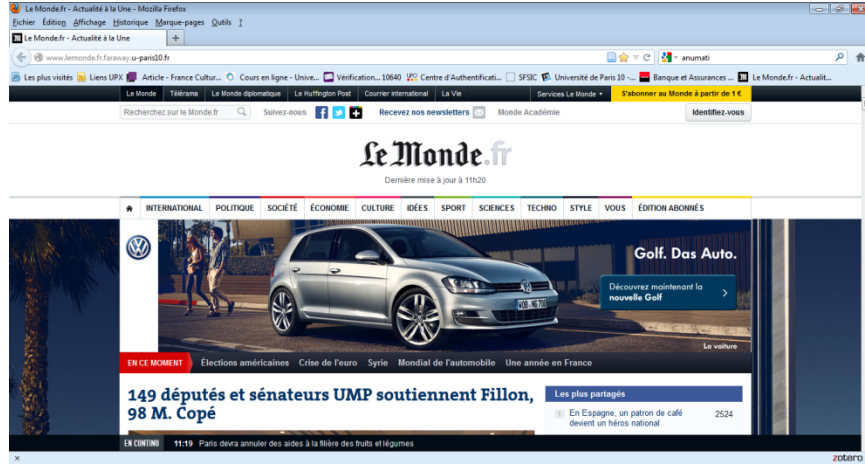 Le Monde.fr - Actualité à la Une - Mozilla Firefox
Fichier Édition Affichage Historique Marque-pages Outils ?
Le Monde.fr - Actualité à la Une +
www.lemonde.fr.faraway.u-paris10.fr anumati
Les plus visités Liens UPX Article - France Cultur... Cours en ligne - Unive... Vérification... 10640 Centre d'Authentificati... SFSIC Université de Paris 10 -... Banque et Assurances ... Le Monde.fr - Actualit...
Le Monde Télérama Le Monde diplomatique Le Huffington Post Courrier international La Vie Services Le Monde S'abonner au Monde à partir de 1 €
Recherchez sur le Monde.fr Suivez-nous Recevez nos newsletters Monde Académie Identifiez-vous
Le Monde.fr
Dernière mise à jour à 11h20
INTERNATIONAL POLITIQUE SOCIÉTÉ ÉCONOMIE CULTURE IDÉES SPORT SCIENCES TECHNO STYLE VOUS ÉDITION ABONNÉS
Golf. Das Auto.
Découvrez maintenant la
nouvelle Golf
La voiture
EN CE MOMENT Élections américaines Crise de l'euro Syrie Mondial de l'automobile Une année en France
149 députés et sénateurs UMP soutiennent Fillon,
98 M. Copé
Les plus partagés
1 En Espagne, un patron de café 2524
devient un héros national
EN CONTINU 11:19 Paris devra annuler des aides à la filière des fruits et légumes
× zotero